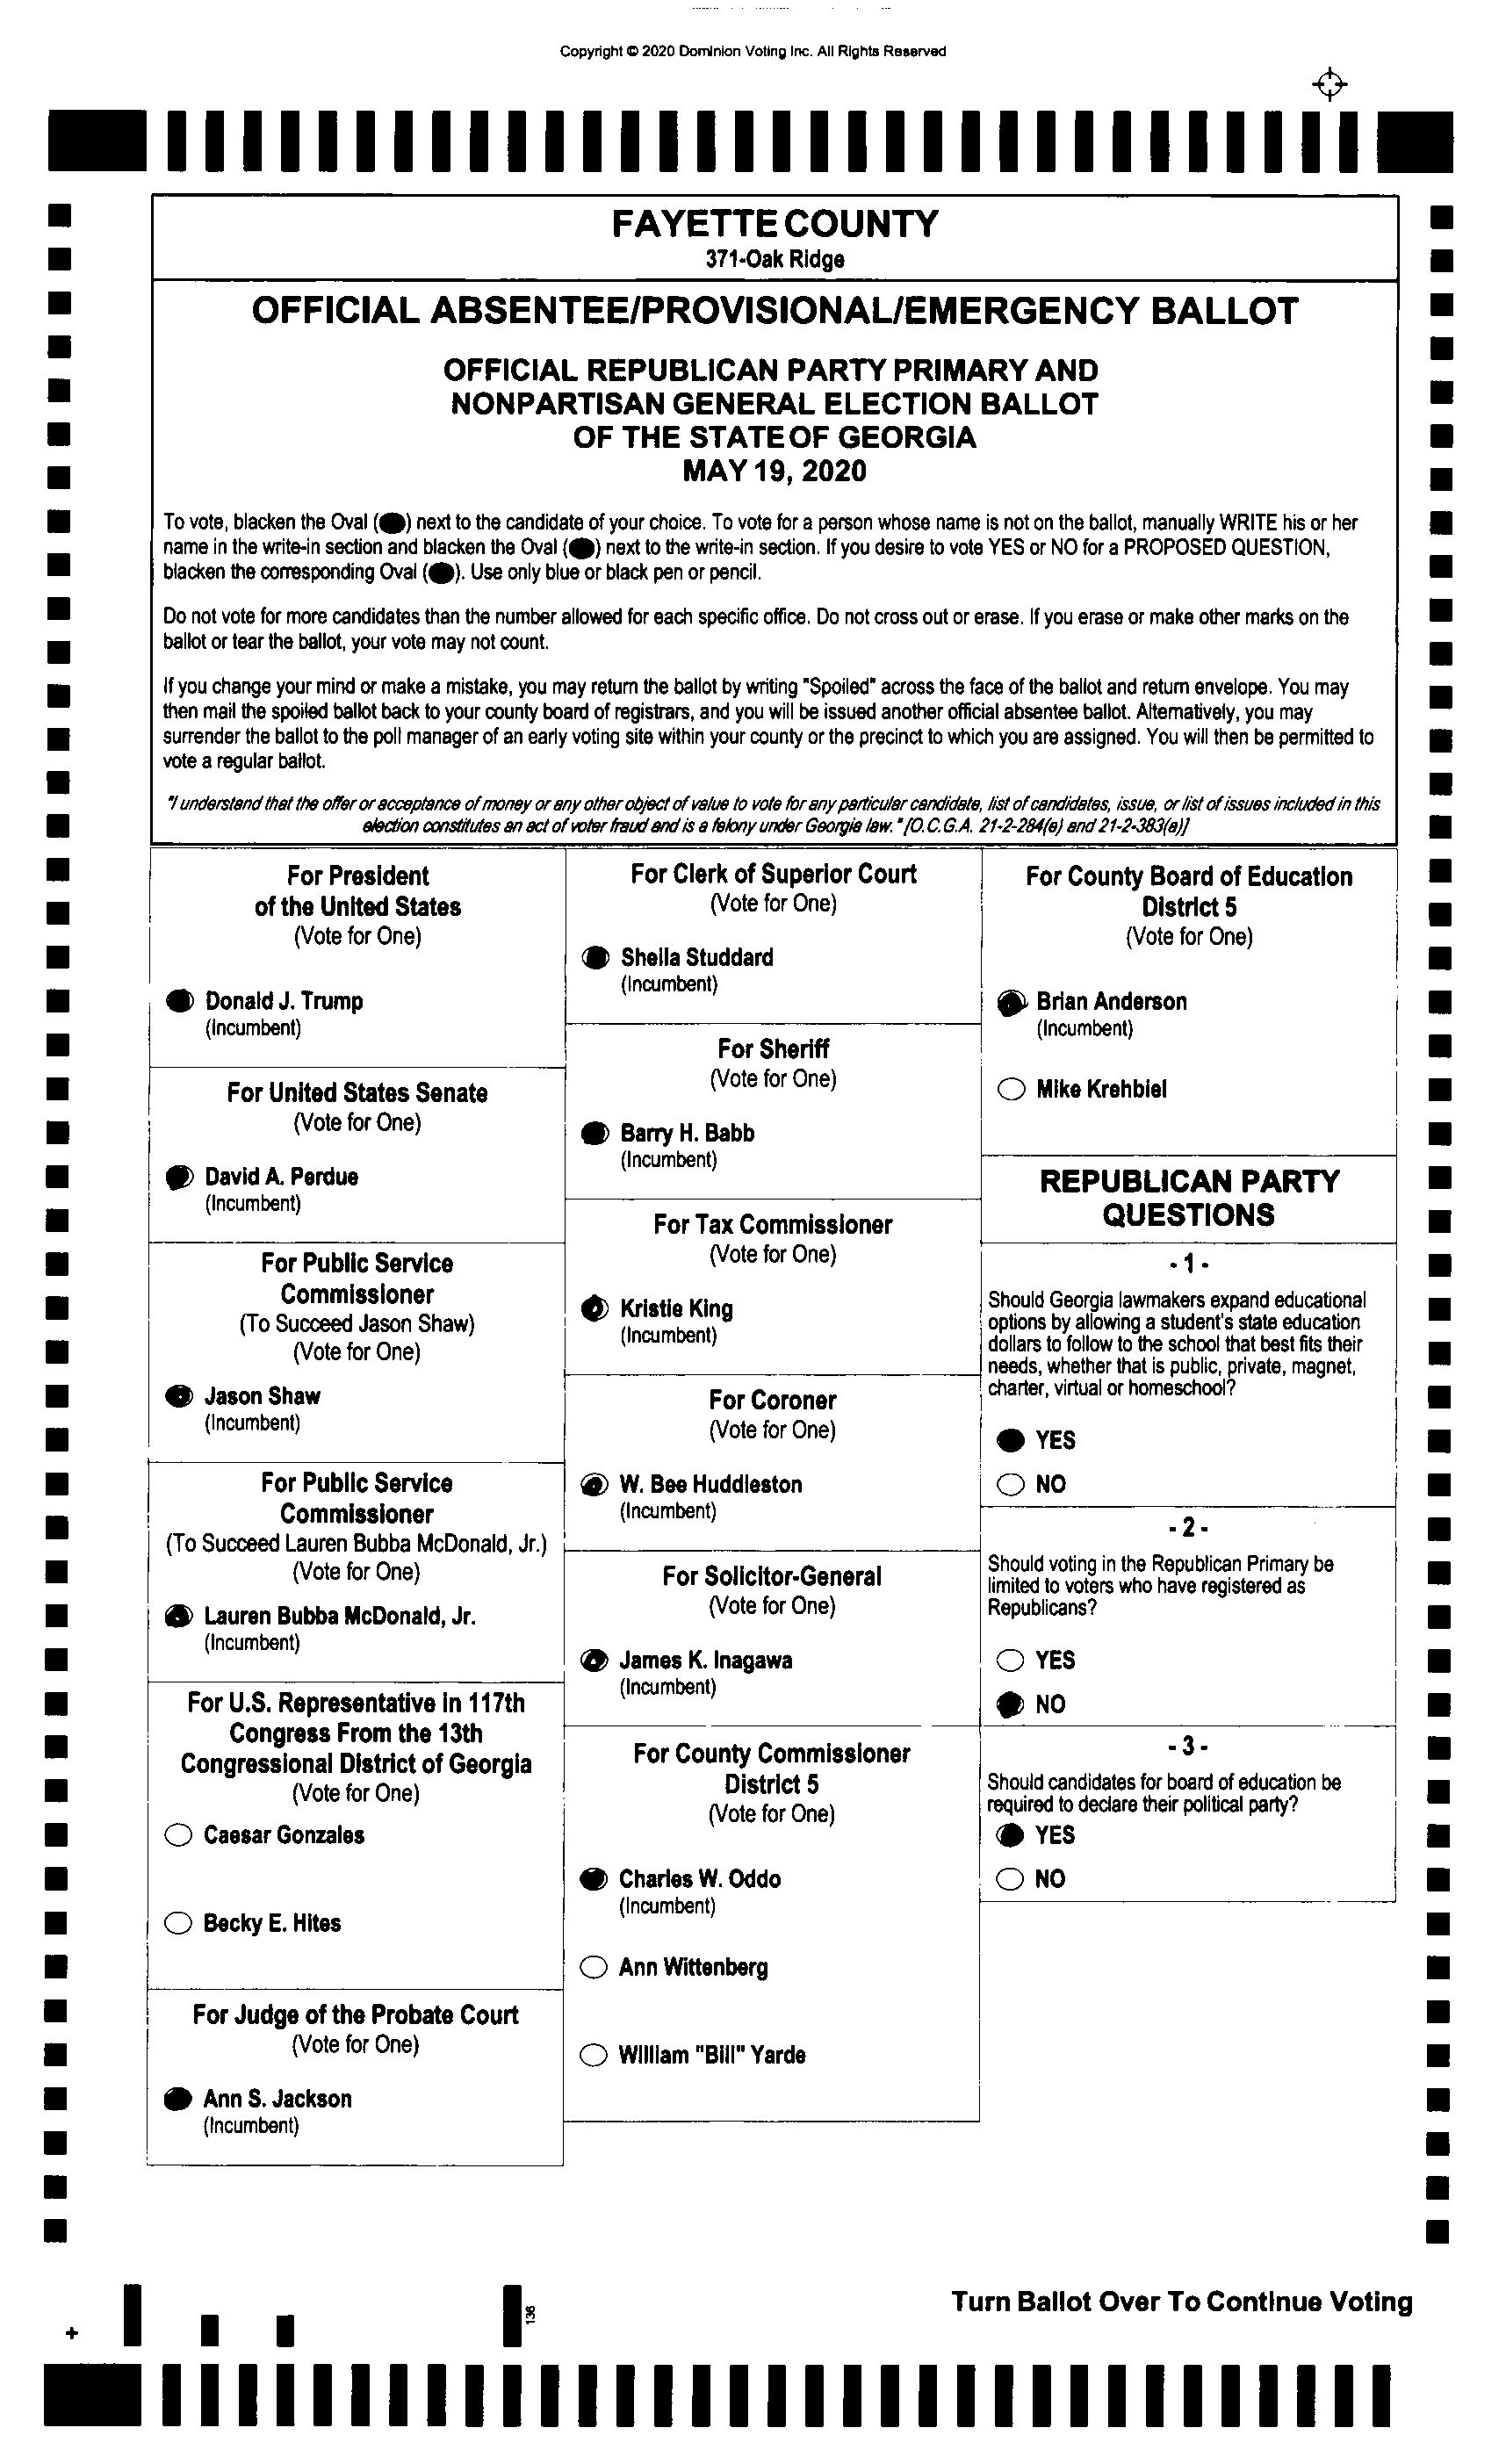 Copyright © 2020 Dominion Voting Inc. All Rights Reserved
FAYETTE COUNTY
371-Oak Ridge
OFFICIAL ABSENTEE/PROVISIONAL/EMERGENCY BALLOT
OFFICIAL REPUBLICAN PARTY PRIMARY AND
NONPARTISAN GENERAL ELECTION BALLOT
OF THE STATE OF GEORGIA
MAY 19, 2020
To vote, blacken the Oval ( ) next to the candidate of your choice. To vote for a person whose name is not on the ballot, manually WRITE his or her
name in the write-in section and blacken the Oval ( ) next to the write-in section. If you desire to vote YES or NO for a PROPOSED QUESTION,
blacken the corresponding Oval ( ). Use only blue or black pen or pencil.
Do not vote for more candidates than the number allowed for each specific office. Do not cross out or erase. If you erase or make other marks on the
ballot or tear the ballot, your vote may not count.
If you change your mind or make a mistake, you may return the ballot by writing "Spoiled" across the face of the ballot and return envelope. You may
then mail the spoiled ballot back to your county board of registrars, and you will be issued another official absentee ballot. Alternatively, you may
surrender the ballot to the poll manager of an early voting site within your county or the precinct to which you are assigned. You will then be permitted to
vote a regular ballot.
"I understand that the offer or acceptance of money or any other object of value to vote for any particular candidate, list of candidates, issue, or list of issues included in this
election constitutes an act of voter fraud and is a felony under Georgia law." [O.C.G.A. 21-2-284(e) and 21-2-383(a)]
For President
of the United States
(Vote for One)
Donald J. Trump
(Incumbent)
For United States Senate
(Vote for One)
David A. Perdue
(Incumbent)
For Public Service
Commissioner
(To Succeed Jason Shaw)
(Vote for One)
Jason Shaw
(Incumbent)
For Public Service
Commissioner
(To Succeed Lauren Bubba McDonald, Jr.)
(Vote for One)
Lauren Bubba McDonald, Jr.
(Incumbent)
For U.S. Representative in 117th
Congress From the 13th
Congressional District of Georgia
(Vote for One)
Caesar Gonzales
Becky E. Hites
For Judge of the Probate Court
(Vote for One)
Ann S. Jackson
(Incumbent)
For Clerk of Superior Court
(Vote for One)
Sheila Studdard
(Incumbent)
For Sheriff
(Vote for One)
Barry H. Babb
(Incumbent)
For Tax Commissioner
(Vote for One)
Kristie King
(Incumbent)
For Coroner
(Vote for One)
W. Bee Huddleston
(Incumbent)
For Solicitor-General
(Vote for One)
James K. Inagawa
(Incumbent)
For County Commissioner
District 5
(Vote for One)
Charles W. Oddo
(Incumbent)
Ann Wittenberg
William "Bill" Yarde
For County Board of Education
District 5
(Vote for One)
Brian Anderson
(Incumbent)
Mike Krehbiel
REPUBLICAN PARTY
QUESTIONS
- 1 -
Should Georgia lawmakers expand educational
options by allowing a student's state education
dollars to follow to the school that best fits their
needs, whether that is public, private, magnet,
charter, virtual or homeschool?
YES
NO
- 2 -
Should voting in the Republican Primary be
limited to voters who have registered as
Republicans?
YES
NO
- 3 -
Should candidates for board of education be
required to declare their political party?
YES
NO
136
Turn Ballot Over To Continue Voting